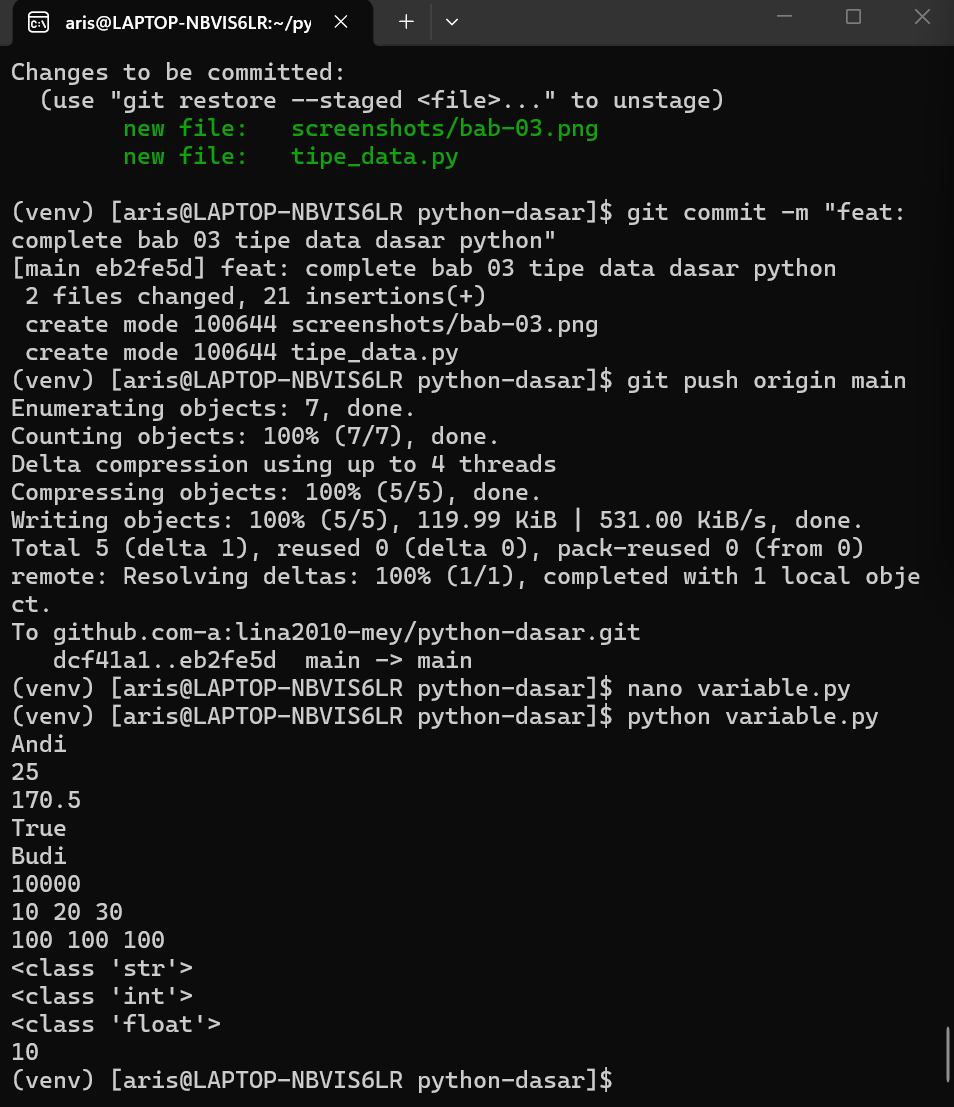 aris@LAPTOP-NBVIS6LR:~/py
Changes to be committed:
  (use "git restore --staged <file>..." to unstage)
        new file:   screenshots/bab-03.png
        new file:   tipe_data.py

(venv) [aris@LAPTOP-NBVIS6LR python-dasar]$ git commit -m "feat:
complete bab 03 tipe data dasar python"
[main eb2fe5d] feat: complete bab 03 tipe data dasar python
 2 files changed, 21 insertions(+)
 create mode 100644 screenshots/bab-03.png
 create mode 100644 tipe_data.py
(venv) [aris@LAPTOP-NBVIS6LR python-dasar]$ git push origin main
Enumerating objects: 7, done.
Counting objects: 100% (7/7), done.
Delta compression using up to 4 threads
Compressing objects: 100% (5/5), done.
Writing objects: 100% (5/5), 119.99 KiB | 531.00 KiB/s, done.
Total 5 (delta 1), reused 0 (delta 0), pack-reused 0 (from 0)
remote: Resolving deltas: 100% (1/1), completed with 1 local obje
ct.
To github.com-a:lina2010-mey/python-dasar.git
   dcf41a1..eb2fe5d  main -> main
(venv) [aris@LAPTOP-NBVIS6LR python-dasar]$ nano variable.py
(venv) [aris@LAPTOP-NBVIS6LR python-dasar]$ python variable.py
Andi
25
170.5
True
Budi
10000
10 20 30
100 100 100
<class 'str'>
<class 'int'>
<class 'float'>
10
(venv) [aris@LAPTOP-NBVIS6LR python-dasar]$